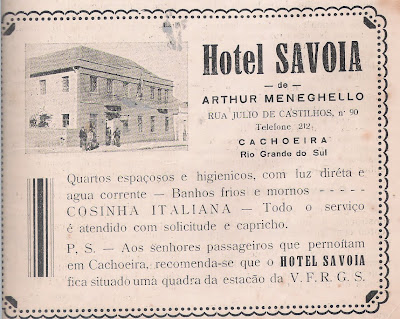 Hotel SAVOIA
— de —
ARTHUR MENEGHELLO
RUA JULIO DE CASTILHOS, nº 90
Telefone 212,
CACHOEIRA
Rio Grande do Sul
Quartos espaçosos e higienicos, com luz diréta e
agua corrente — Banhos frios e mornos - - - - -
COSINHA ITALIANA — Todo o serviço
é atendido com solicitude e capricho.
P. S. — Aos senhores passageiros que pernoitam
em Cachoeira, recomenda-se que o HOTEL SAVOIA
fica situado uma quadra da estacão da V. F. R. G. S.